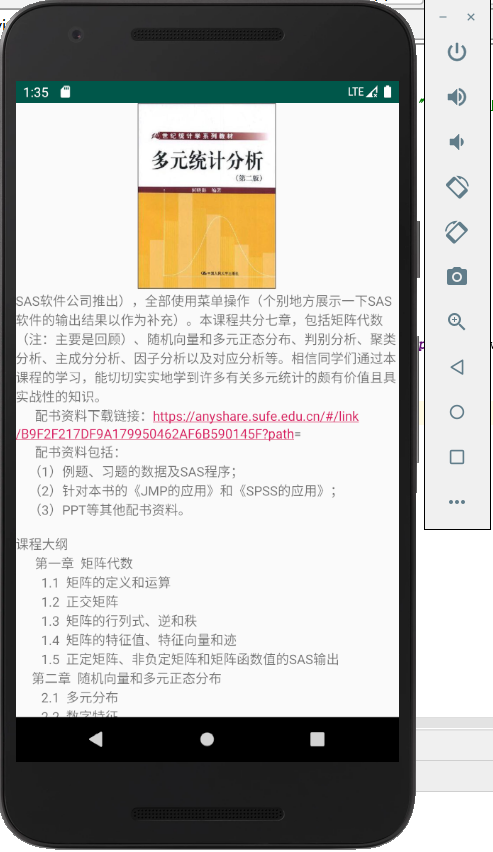 1:35
LTE
世纪统计学系列教材
多元统计分析
（第二版）
编著
SAS软件公司推出），全部使用菜单操作（个别地方展示一下SAS
软件的输出结果以作为补充）。本课程共分七章，包括矩阵代数
（注：主要是回顾）、随机向量和多元正态分布、判别分析、聚类
分析、主成分分析、因子分析以及对应分析等。相信同学们通过本
课程的学习，能切切实实地学到许多有关多元统计的颇有价值且具
实战性的知识。
配书资料下载链接：https://anyshare.sufe.edu.cn/#/link
/B9F2F217DF9A179950462AF6B590145F?path=
配书资料包括：
（1）例题、习题的数据及SAS程序；
（2）针对本书的《JMP的应用》和《SPSS的应用》；
（3）PPT等其他配书资料。
课程大纲
第一章 矩阵代数
1.1 矩阵的定义和运算
1.2 正交矩阵
1.3 矩阵的行列式、逆和秩
1.4 矩阵的特征值、特征向量和迹
1.5 正定矩阵、非负定矩阵和矩阵函数值的SAS输出
第二章 随机向量和多元正态分布
2.1 多元分布
2.2 数字特征